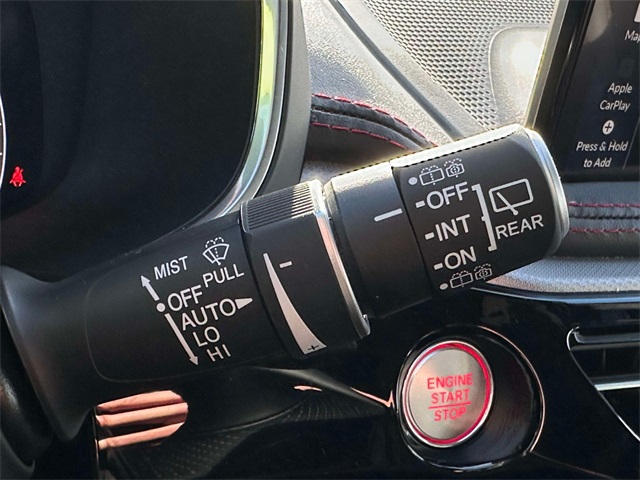 Ma
Apple
CarPlay
Press & Hold
to Add
-OFF
-INT
-ON
REAR
MIST
PULL
OFF
AUTO
LO
HI
-
+
ENGINE
START
STOP